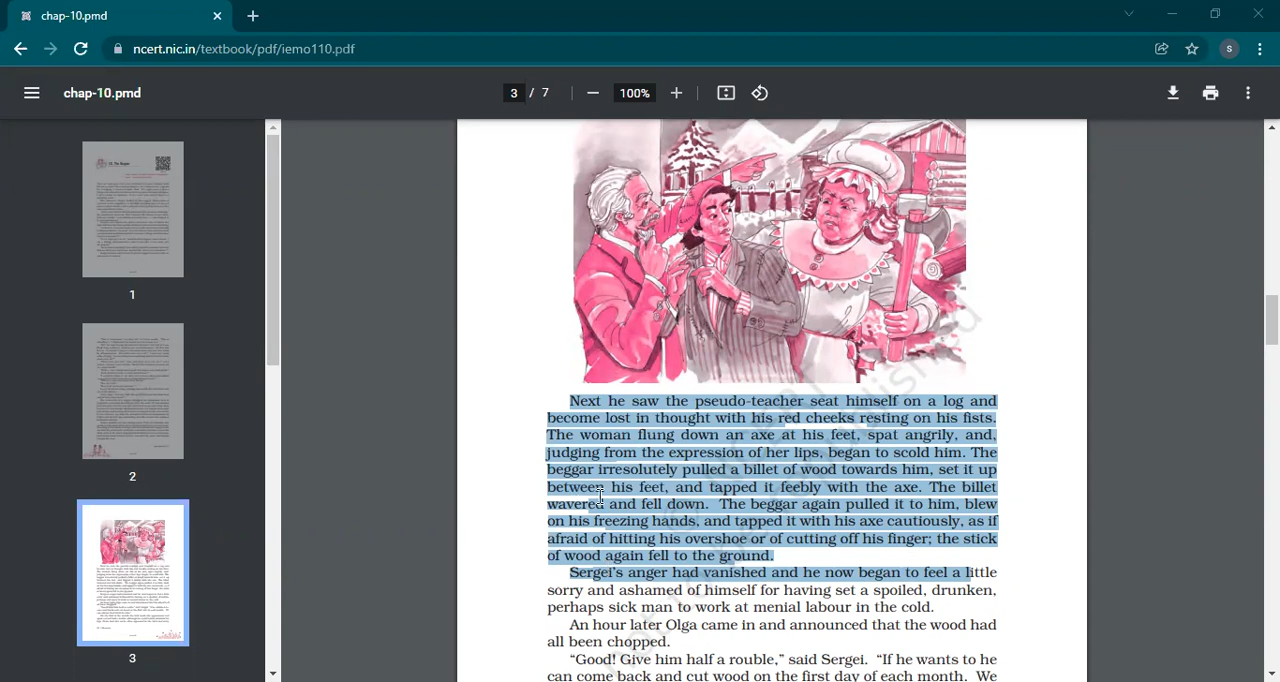 chap-10.pmd
ncert.nic.in/textbook/pdf/iemo110.pdf
S
chap-10.pmd
3 / 7
100%
1
2
3
Next he saw the pseudo-teacher seat himself on a log and
become lost in thought with his red cheeks resting on his fists.
The woman flung down an axe at his feet, spat angrily, and,
judging from the expression of her lips, began to scold him. The
beggar irresolutely pulled a billet of wood towards him, set it up
between his feet, and tapped it feebly with the axe. The billet
wavered and fell down. The beggar again pulled it to him, blew
on his freezing hands, and tapped it with his axe cautiously, as if
afraid of hitting his overshoe or of cutting off his finger; the stick
of wood again fell to the ground.
Sergei's anger had vanished and he now began to feel a little
sorry and ashamed of himself for having set a spoiled, drunken,
perhaps sick man to work at menial labour in the cold.
An hour later Olga came in and announced that the wood had
all been chopped.
“Good! Give him half a rouble,” said Sergei. “If he wants to he
can come back and cut wood on the first day of each month. We